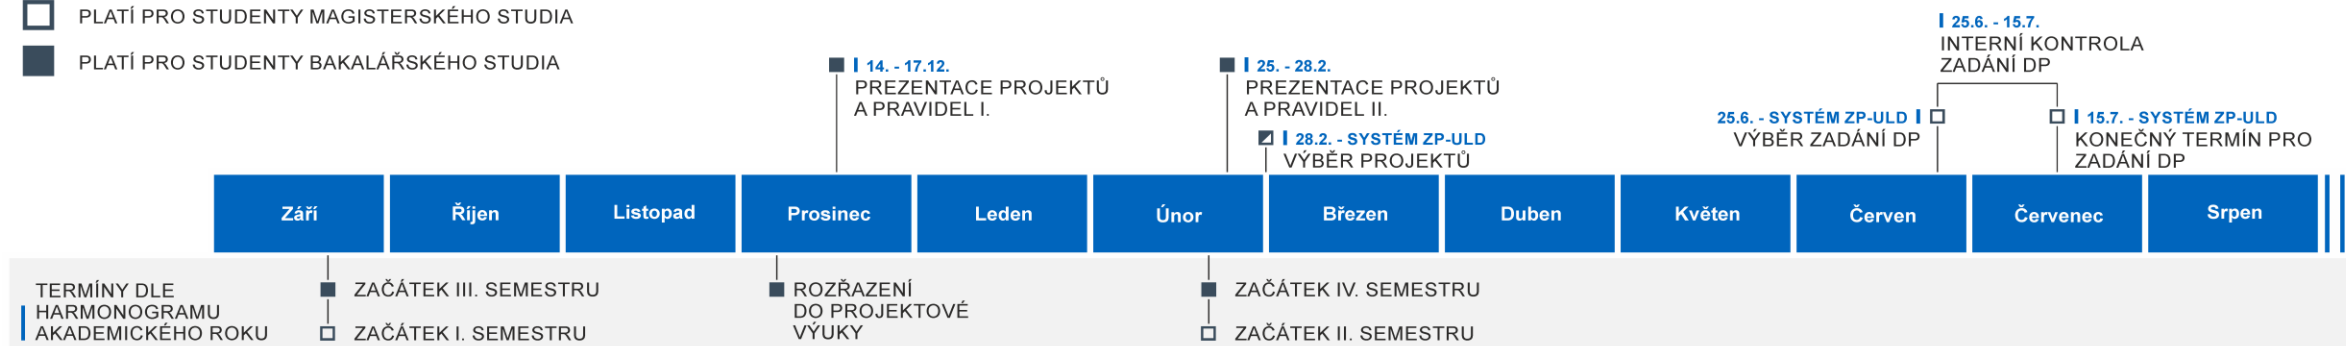 PLATÍ PRO STUDENTY MAGISTERSKÉHO STUDIA
PLATÍ PRO STUDENTY BAKALÁŘSKÉHO STUDIA
14. - 17.12.
PREZENTACE PROJEKTŮ
A PRAVIDEL I.
25. - 28.2.
PREZENTACE PROJEKTŮ
A PRAVIDEL II.
28.2. - SYSTÉM ZP-ULD
VÝBĚR PROJEKTŮ
25.6. - 15.7.
INTERNÍ KONTROLA
ZADÁNÍ DP
25.6. - SYSTÉM ZP-ULD
VÝBĚR ZADÁNÍ DP
15.7. - SYSTÉM ZP-ULD
KONEČNÝ TERMÍN PRO
ZADÁNÍ DP
Září
Říjen
Listopad
Prosinec
Leden
Únor
Březen
Duben
Květen
Červen
Červenec
Srpen
TERMÍNY DLE
HARMONOGRAMU
AKADEMICKÉHO ROKU
ZAČÁTEK III. SEMESTRU
ZAČÁTEK I. SEMESTRU
ROZŘAZENÍ
DO PROJEKTOVÉ
VÝUKY
ZAČÁTEK IV. SEMESTRU
ZAČÁTEK II. SEMESTRU